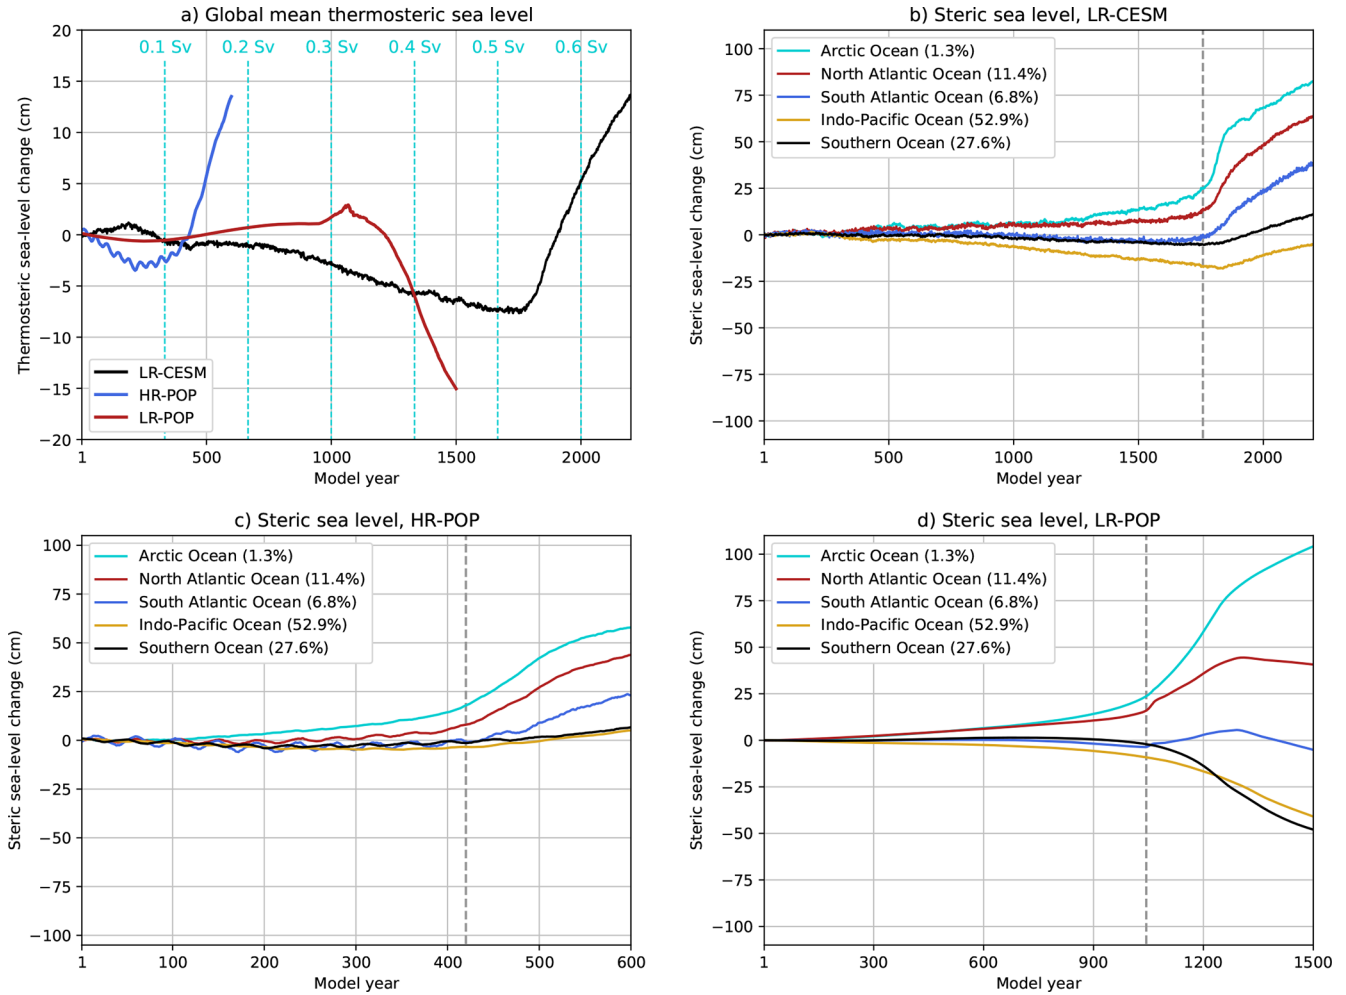 a) Global mean thermosteric sea level
0.1 Sv 0.2 Sv 0.3 Sv 0.4 Sv 0.5 Sv 0.6 Sv
Thermosteric sea-level change (cm)
20
15
10
5
0
−5
−10
−15
−20
LR-CESM
HR-POP
LR-POP
1 500 1000 1500 2000
Model year
b) Steric sea level, LR-CESM
Arctic Ocean (1.3%)
North Atlantic Ocean (11.4%)
South Atlantic Ocean (6.8%)
Indo-Pacific Ocean (52.9%)
Southern Ocean (27.6%)
Steric sea-level change (cm)
100
75
50
25
0
−25
−50
−75
−100
1 500 1000 1500 2000
Model year
c) Steric sea level, HR-POP
Arctic Ocean (1.3%)
North Atlantic Ocean (11.4%)
South Atlantic Ocean (6.8%)
Indo-Pacific Ocean (52.9%)
Southern Ocean (27.6%)
Steric sea-level change (cm)
100
75
50
25
0
−25
−50
−75
−100
1 100 200 300 400 500 600
Model year
d) Steric sea level, LR-POP
Arctic Ocean (1.3%)
North Atlantic Ocean (11.4%)
South Atlantic Ocean (6.8%)
Indo-Pacific Ocean (52.9%)
Southern Ocean (27.6%)
Steric sea-level change (cm)
100
75
50
25
0
−25
−50
−75
−100
1 300 600 900 1200 1500
Model year